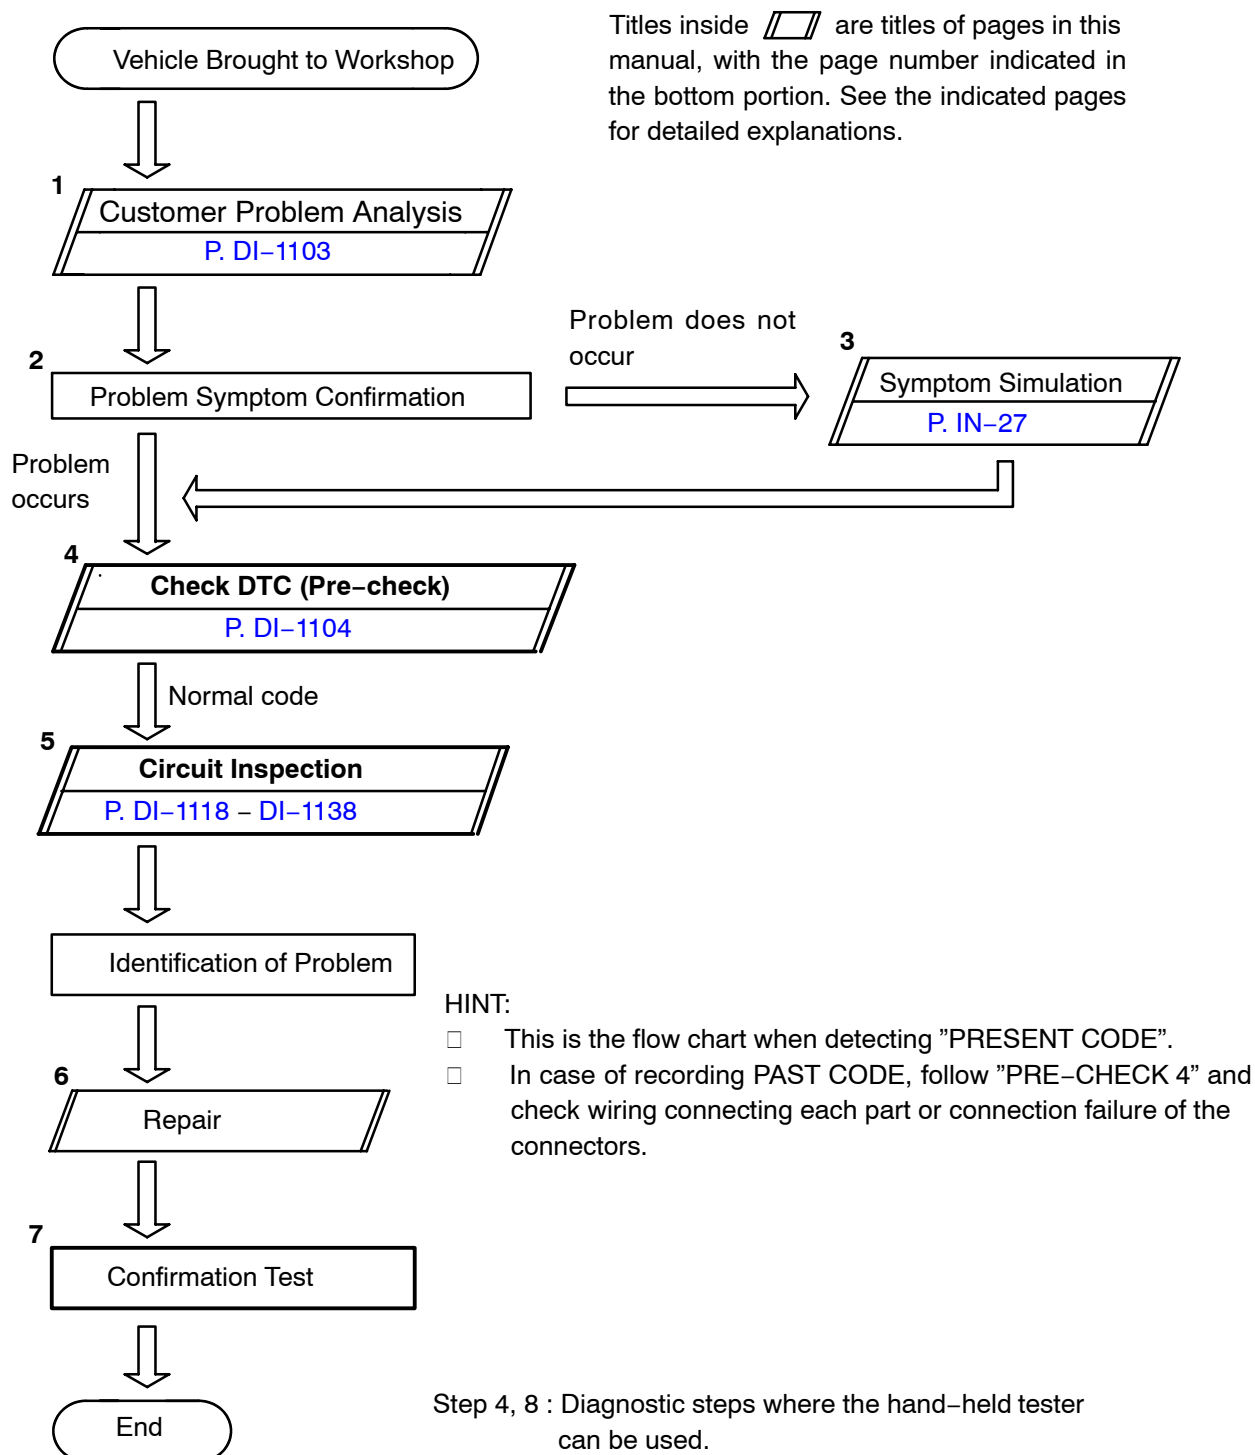 Vehicle Brought to Workshop
Titles inside are titles of pages in this
manual, with the page number indicated in
the bottom portion. See the indicated pages
for detailed explanations.
1
Customer Problem Analysis
P. DI−1103
2
Problem Symptom Confirmation
Problem does not
occur
3
Symptom Simulation
P. IN−27
Problem
occurs
4
Check DTC (Pre−check)
P. DI−1104
Normal code
5
Circuit Inspection
P. DI−1118 − DI−1138
Identification of Problem
HINT:
□ This is the flow chart when detecting ”PRESENT CODE”.
□ In case of recording PAST CODE, follow ”PRE−CHECK 4” and
check wiring connecting each part or connection failure of the
connectors.
6
Repair
7
Confirmation Test
End
Step 4, 8 : Diagnostic steps where the hand−held tester
can be used.